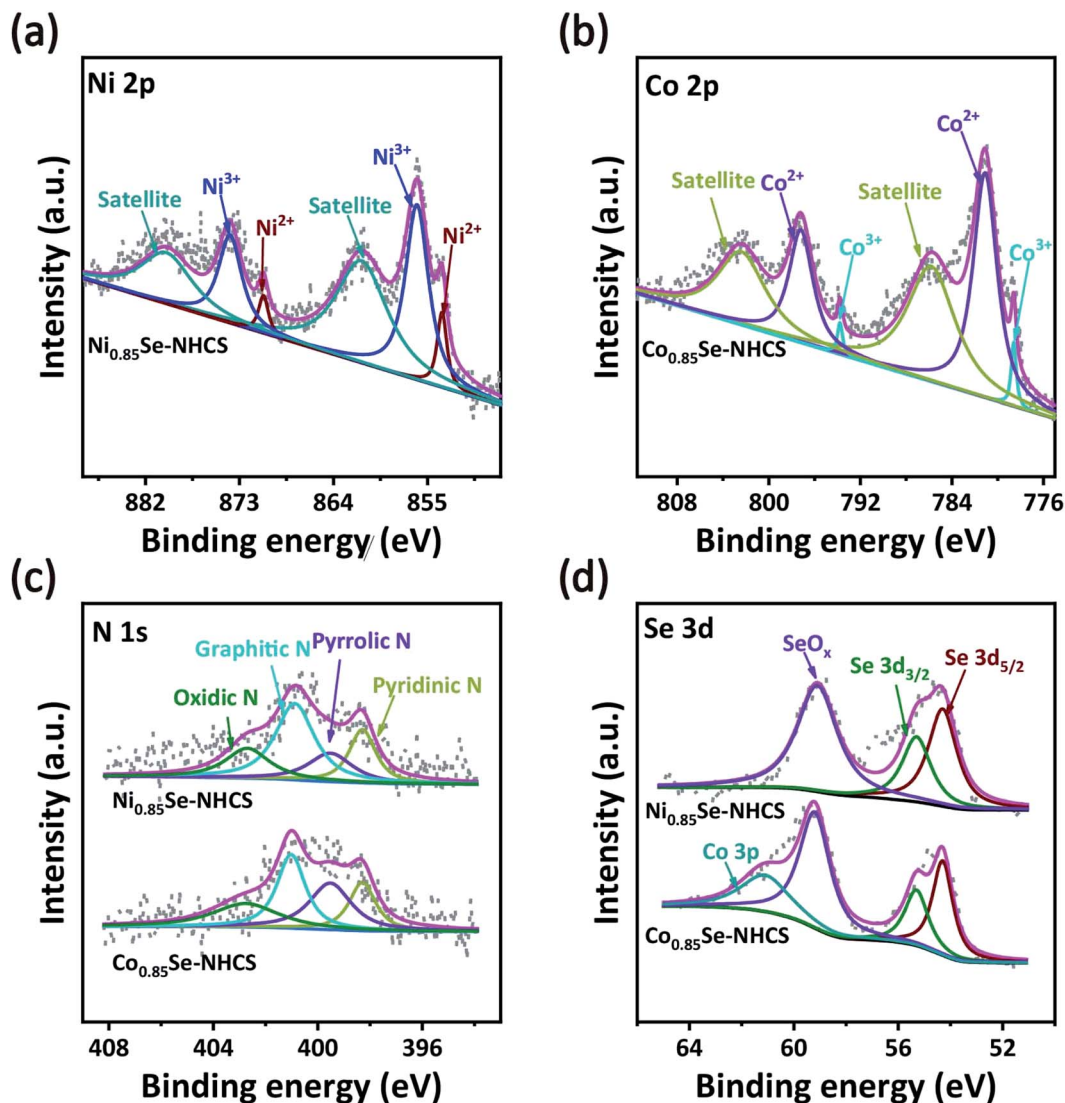 (a)
Ni 2p
Intensity (a.u.)
Satellite
Ni³⁺
Ni²⁺
Satellite
Ni³⁺
Ni²⁺
Ni₀.₈₅Se-NHCS
882 873 864 855
Binding energy/ (eV)
(b)
Co 2p
Intensity (a.u.)
Satellite
Co²⁺
Co³⁺
Satellite
Co²⁺
Co³⁺
Co₀.₈₅Se-NHCS
808 800 792 784 776
Binding energy (eV)
(c)
N 1s
Intensity (a.u.)
Oxidic N
Graphitic N
Pyrrolic N
Pyridinic N
Ni₀.₈₅Se-NHCS
Co₀.₈₅Se-NHCS
408 404 400 396
Binding energy (eV)
(d)
Se 3d
Intensity (a.u.)
SeOₓ
Se 3d₃/₂
Se 3d₅/₂
Ni₀.₈₅Se-NHCS
Co 3p
Co₀.₈₅Se-NHCS
64 60 56 52
Binding energy (eV)